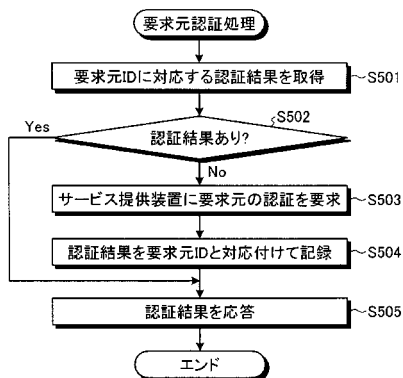 要求元認証処理
要求元IDに対応する認証結果を取得
S501
S502
認証結果あり?
Yes
No
サービス提供装置に要求元の認証を要求
S503
認証結果を要求元IDと対応付けて記録
S504
認証結果を応答
S505
エンド